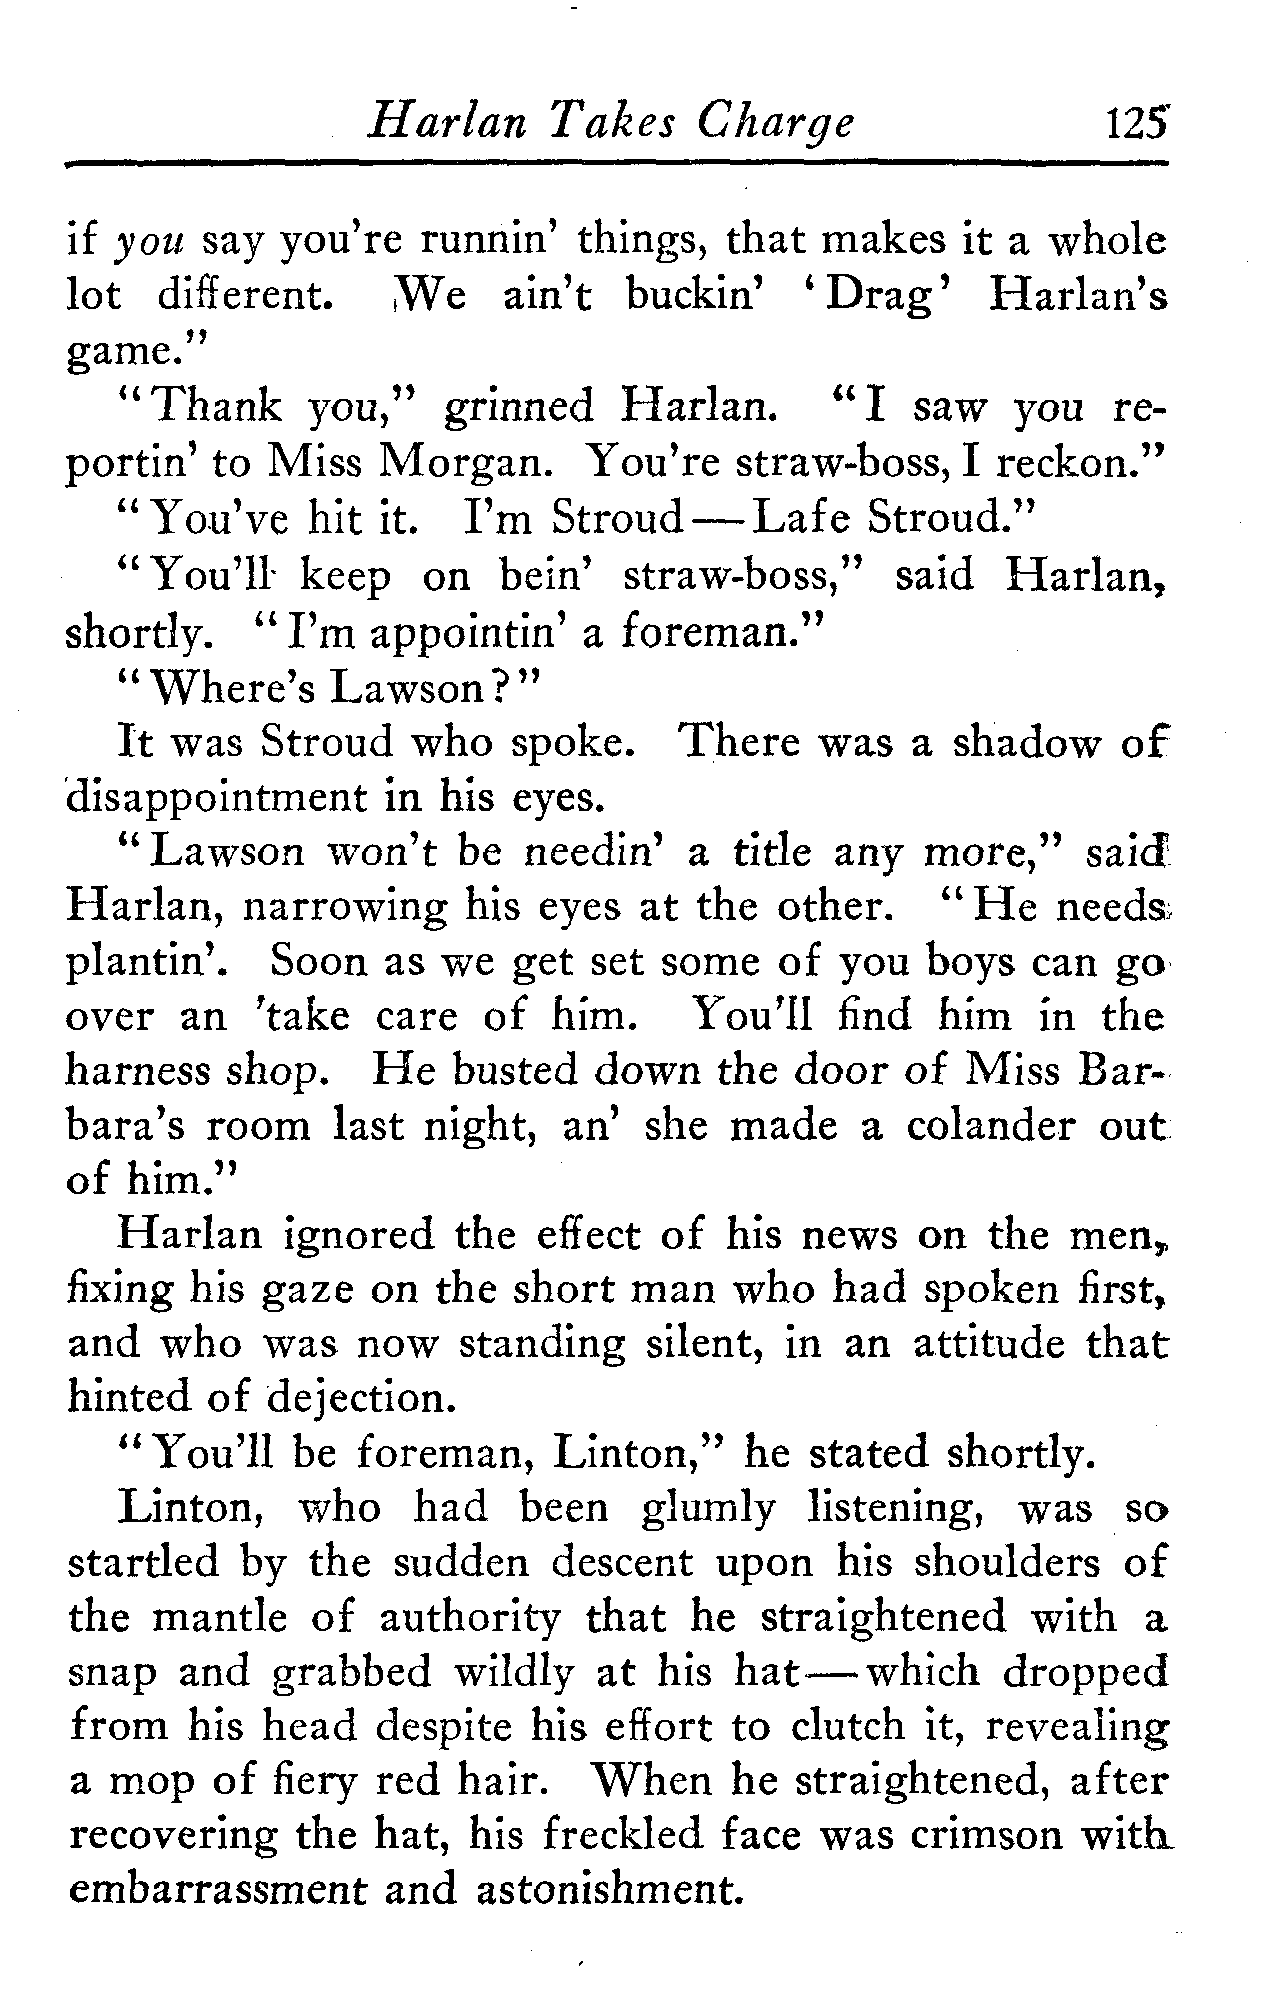 Harlan Takes Charge 125
if you say you're runnin' things, that makes it a whole
lot different. We ain't buckin' 'Drag' Harlan's
game."
"Thank you," grinned Harlan. "I saw you re-
portin' to Miss Morgan. You're straw-boss, I reckon."
"You've hit it. I'm Stroud—Lafe Stroud."
"You'll keep on bein' straw-boss," said Harlan,
shortly. "I'm appointin' a foreman."
"Where's Lawson?"
It was Stroud who spoke. There was a shadow of
disappointment in his eyes.
"Lawson won't be needin' a title any more," said
Harlan, narrowing his eyes at the other. "He needs
plantin'. Soon as we get set some of you boys can go
over an 'take care of him. You'll find him in the
harness shop. He busted down the door of Miss Bar-
bara's room last night, an' she made a colander out
of him."
Harlan ignored the effect of his news on the men,
fixing his gaze on the short man who had spoken first,
and who was now standing silent, in an attitude that
hinted of dejection.
"You'll be foreman, Linton," he stated shortly.
Linton, who had been glumly listening, was so
startled by the sudden descent upon his shoulders of
the mantle of authority that he straightened with a
snap and grabbed wildly at his hat—which dropped
from his head despite his effort to clutch it, revealing
a mop of fiery red hair. When he straightened, after
recovering the hat, his freckled face was crimson with
embarrassment and astonishment.